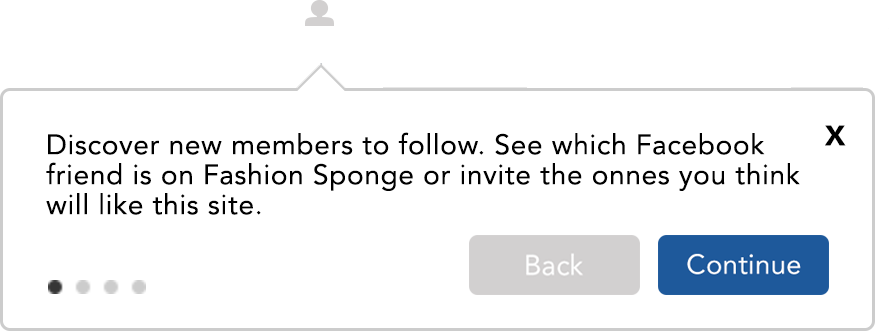 Discover new members to follow. See which Facebook
friend is on Fashion Sponge or invite the onnes you think
will like this site.
X
Back
Continue